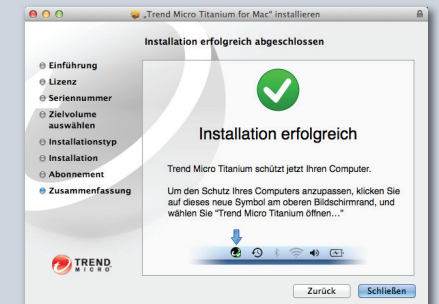 „Trend Micro Titanium for Mac“ installieren
Installation erfolgreich abgeschlossen
Einführung
Lizenz
Seriennummer
Zielvolume
auswählen
Installationstyp
Installation
Abonnement
Zusammenfassung
Installation erfolgreich
Trend Micro Titanium schützt jetzt Ihren Computer.
Um den Schutz Ihres Computers anzupassen, klicken Sie
auf dieses neue Symbol am oberen Bildschirmrand, und
wählen Sie "Trend Micro Titanium öffnen..."
TREND
MICRO
Zurück
Schließen